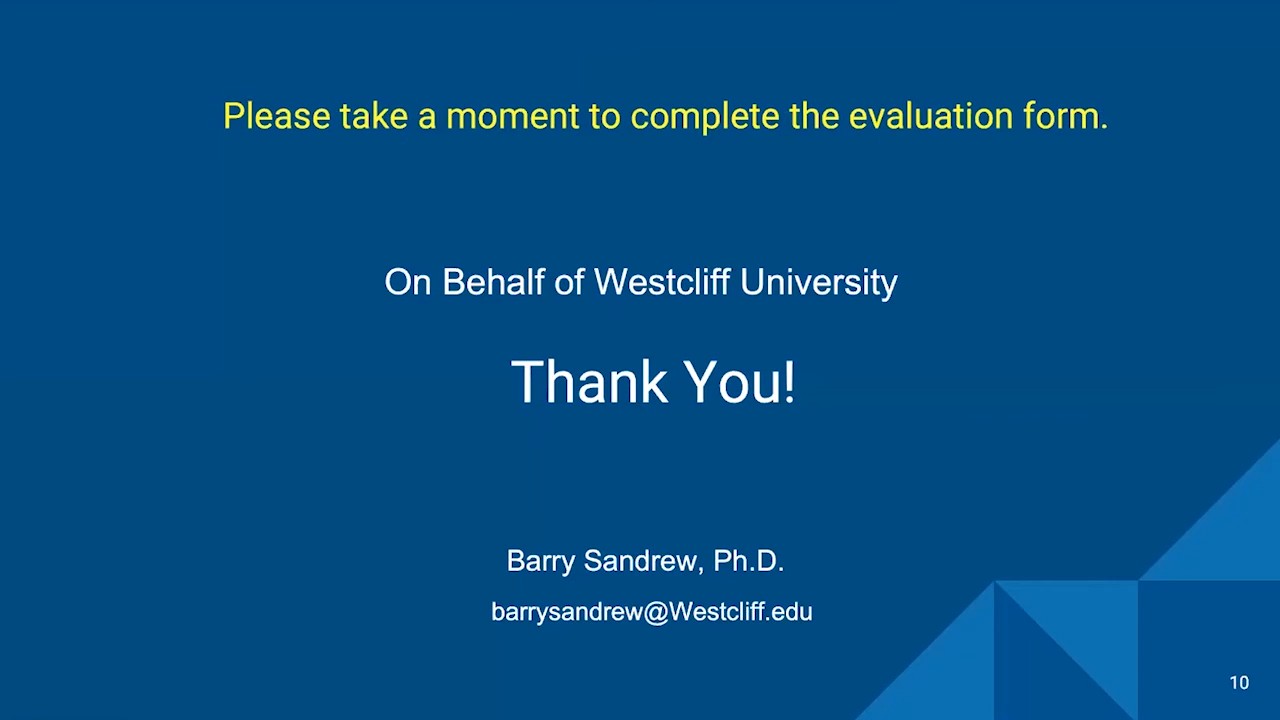 Please take a moment to complete the evaluation form.
On Behalf of Westcliff University
Thank You!
Barry Sandrew, Ph.D.
barrysandrew@Westcliff.edu
10